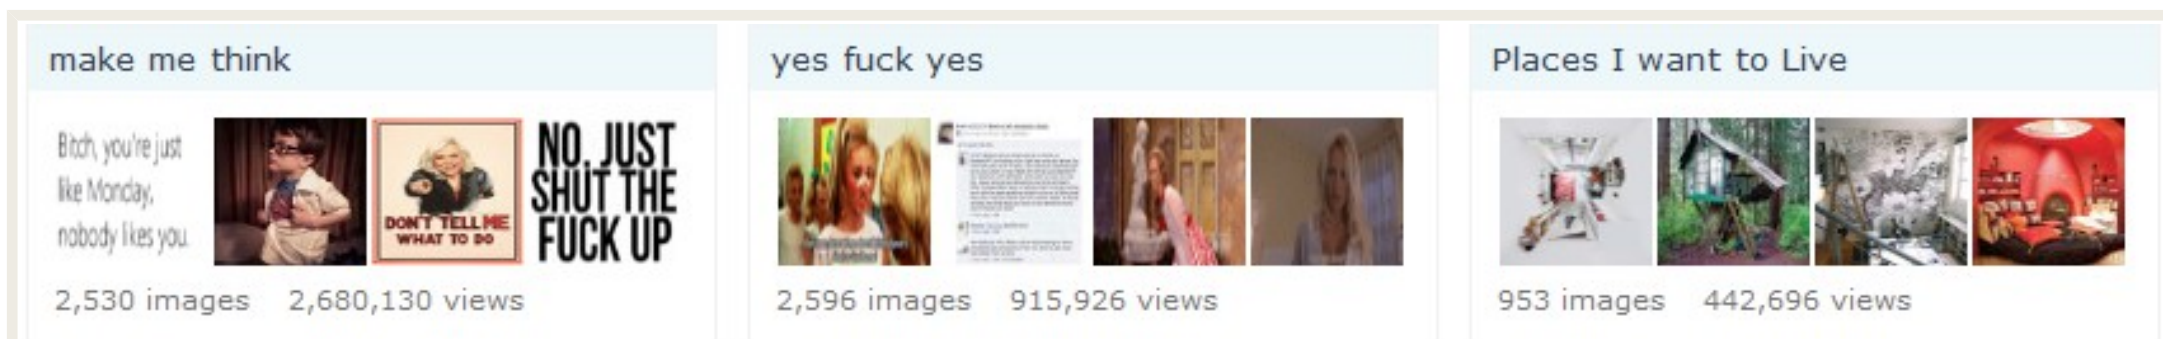 make me think
Bitch, you're just
like Monday,
nobody likes you.
DON'T TELL ME
WHAT TO DO
NO. JUST
SHUT THE
FUCK UP
2,530 images 2,680,130 views
yes fuck yes
2,596 images 915,926 views
Places I want to Live
953 images 442,696 views